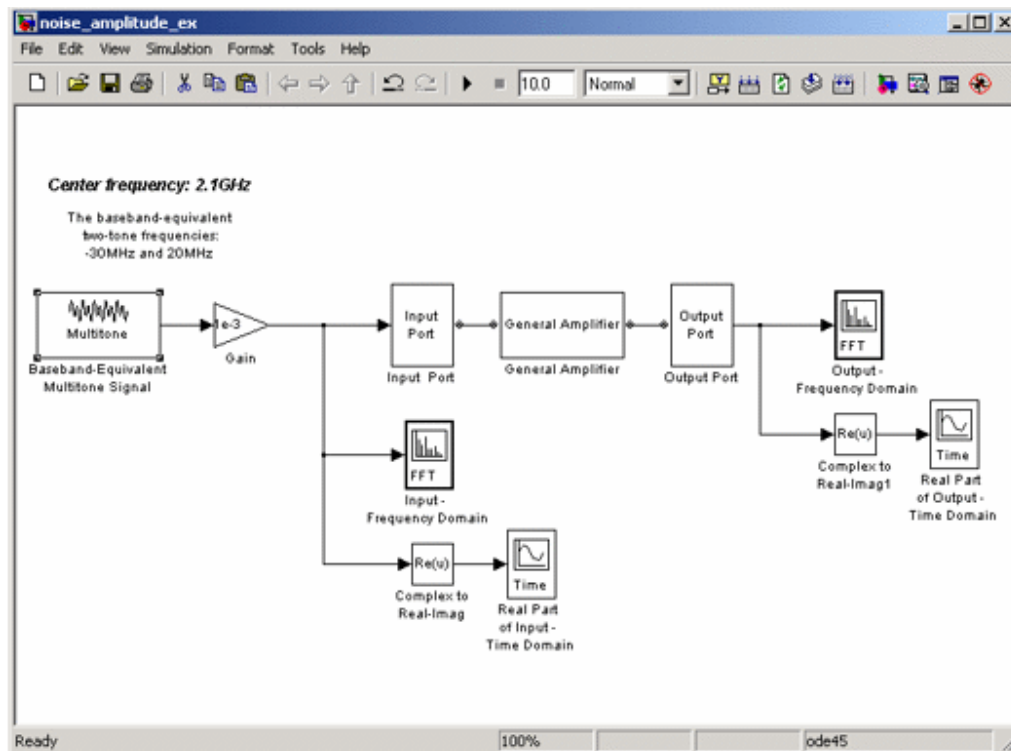 noise_amplitude_ex
File Edit View Simulation Format Tools Help
10.0 Normal
Center frequency: 2.1GHz
The baseband-equivalent
two-tone frequencies:
-30MHz and 20MHz
Multitone
Baseband-Equivalent
Multitone Signal
1e-3
Gain
Input
Port
Input Port
General Amplifier
General Amplifier
Output
Port
Output Port
FFT
Output -
Frequency Domain
Re(u)
Complex to
Real-Imag1
Time
Real Part
of Output -
Time Domain
FFT
Input -
Frequency Domain
Re(u)
Complex to
Real-Imag
Time
Real Part
of Input -
Time Domain
Ready 100% ode45